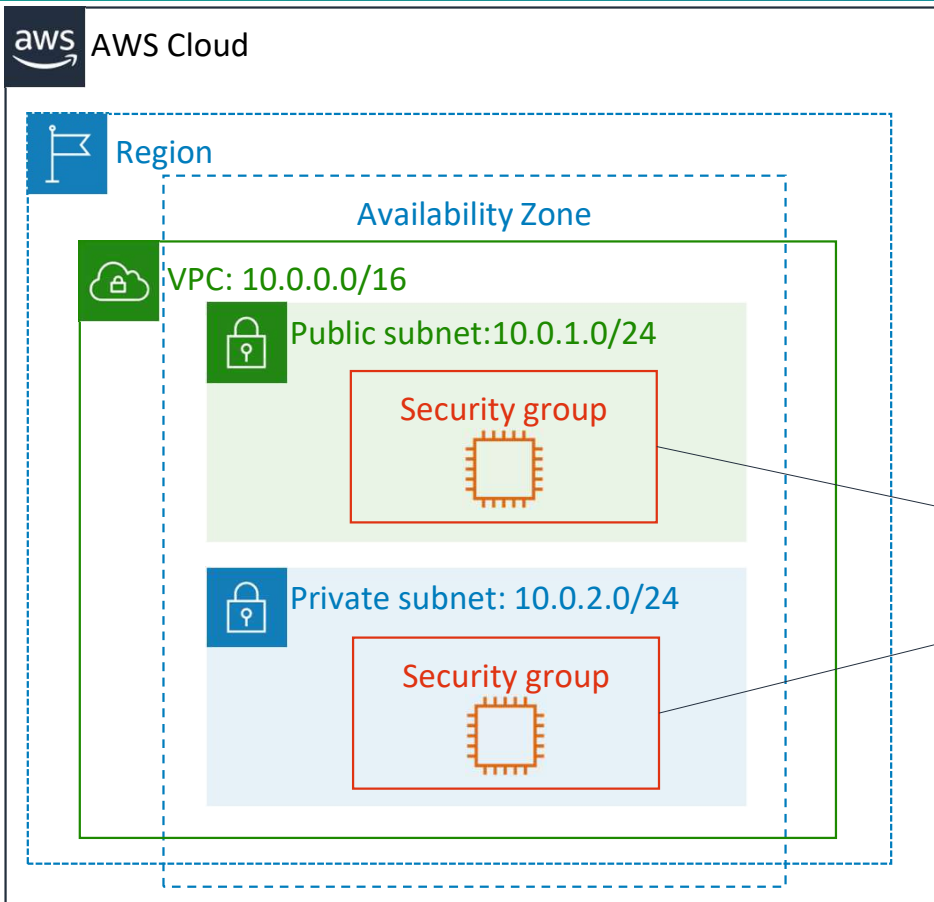 aws AWS Cloud
Region
Availability Zone
VPC: 10.0.0.0/16
Public subnet:10.0.1.0/24
Security group
Private subnet: 10.0.2.0/24
Security group